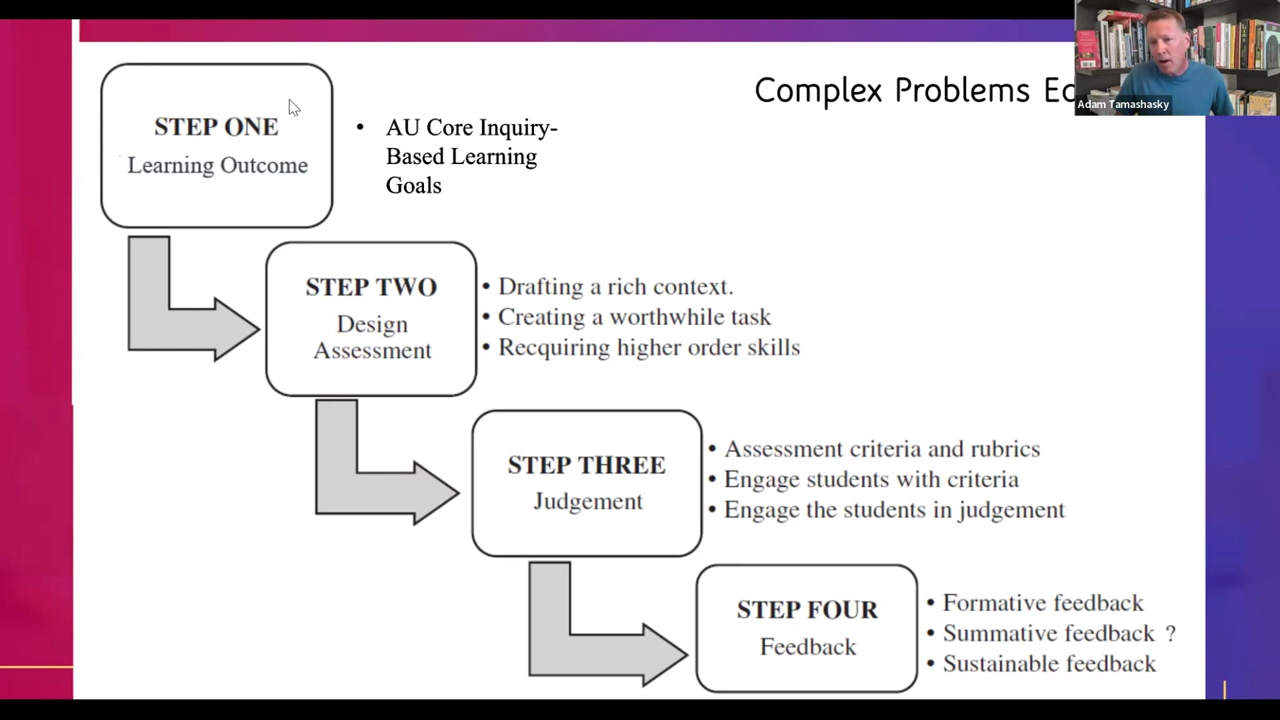 Complex Problems
Adam Tamashasky
STEP ONE
Learning Outcome
• AU Core Inquiry-
Based Learning
Goals
STEP TWO
Design
Assessment
• Drafting a rich context.
• Creating a worthwhile task
• Recquiring higher order skills
STEP THREE
Judgement
• Assessment criteria and rubrics
• Engage students with criteria
• Engage the students in judgement
STEP FOUR
Feedback
• Formative feedback
• Summative feedback ?
• Sustainable feedback